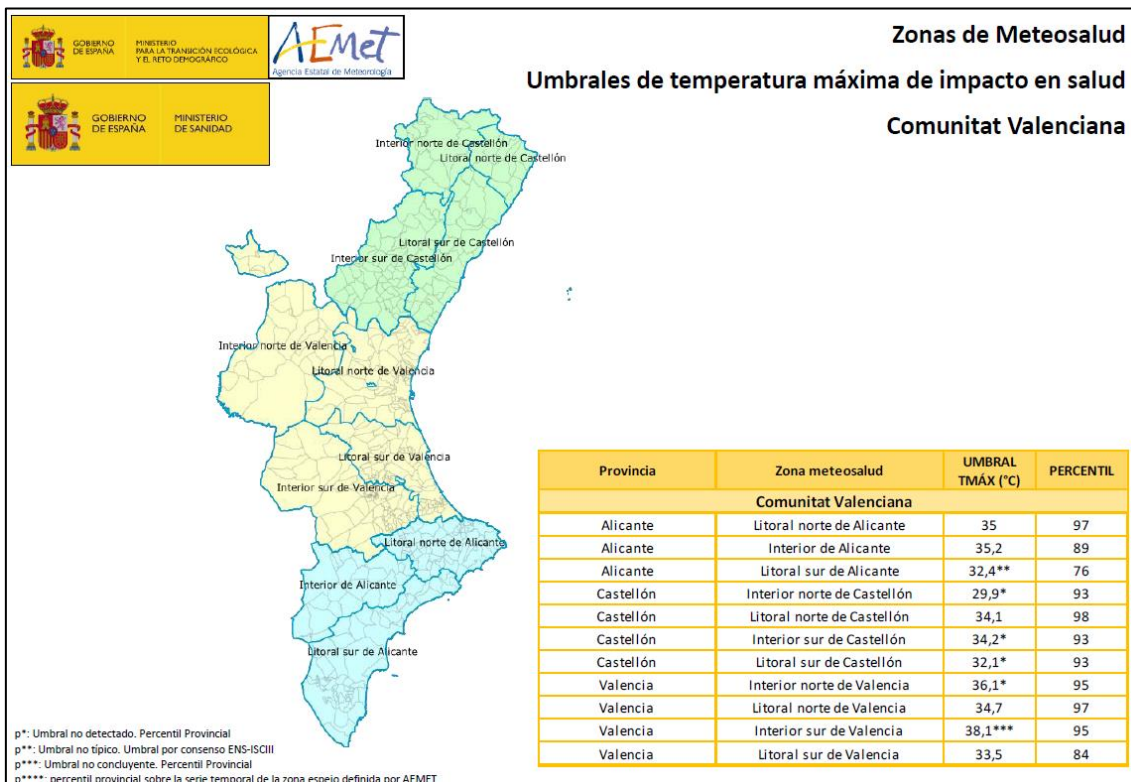 GOBIERNO
DE ESPAÑA
MINISTERIO
PARA LA TRANSICIÓN ECOLÓGICA
Y EL RETO DEMOGRÁFICO
AEMet
Agencia Estatal de Meteorología
GOBIERNO
DE ESPAÑA
MINISTERIO
DE SANIDAD
Zonas de Meteosalud
Umbrales de temperatura máxima de impacto en salud
Comunitat Valenciana
Interior norte de Castellón
Litoral norte de Castellón
Litoral sur de Castellón
Interior sur de Castellón
Interior norte de Valencia
Litoral norte de Valencia
Litoral sur de Valencia
Interior sur de Valencia
Litoral norte de Alicante
Interior de Alicante
Litoral sur de Alicante
Provincia Zona meteosalud UMBRAL TMÁX (°C) PERCENTIL
Comunitat Valenciana
Alicante Litoral norte de Alicante 35 97
Alicante Interior de Alicante 35,2 89
Alicante Litoral sur de Alicante 32,4** 76
Castellón Interior norte de Castellón 29,9* 93
Castellón Litoral norte de Castellón 34,1 98
Castellón Interior sur de Castellón 34,2* 93
Castellón Litoral sur de Castellón 32,1* 93
Valencia Interior norte de Valencia 36,1* 95
Valencia Litoral norte de Valencia 34,7 97
Valencia Interior sur de Valencia 38,1*** 95
Valencia Litoral sur de Valencia 33,5 84
p*: Umbral no detectado. Percentil Provincial
p**: Umbral no típico. Umbral por consenso ENS-ISCIII
p***: Umbral no concluyente. Percentil Provincial
p****: percentil provincial sobre la serie temporal de la zona espejo definida por AEMET